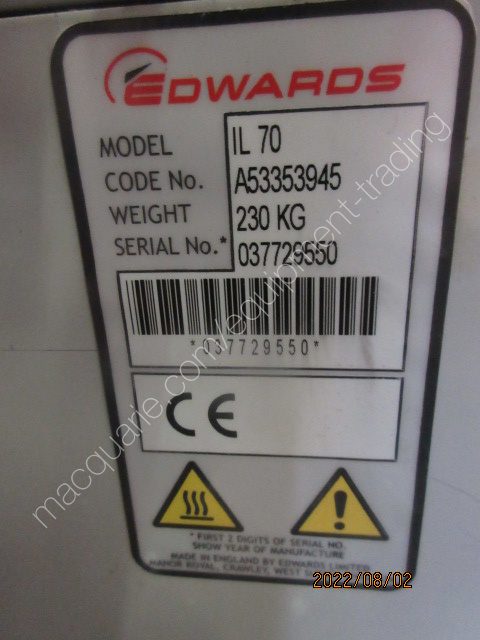 EDWARDS
MODEL IL 70
CODE No. A53353945
WEIGHT 230 KG
SERIAL No.* 037729550
*037729550*
CE
* FIRST 2 DIGITS OF SERIAL NO.
SHOW YEAR OF MANUFACTURE
MADE IN ENGLAND BY EDWARDS LIMITED
MANOR ROYAL, CRAWLEY, WEST
2022/08/02
macquarie.com/equipment-trading